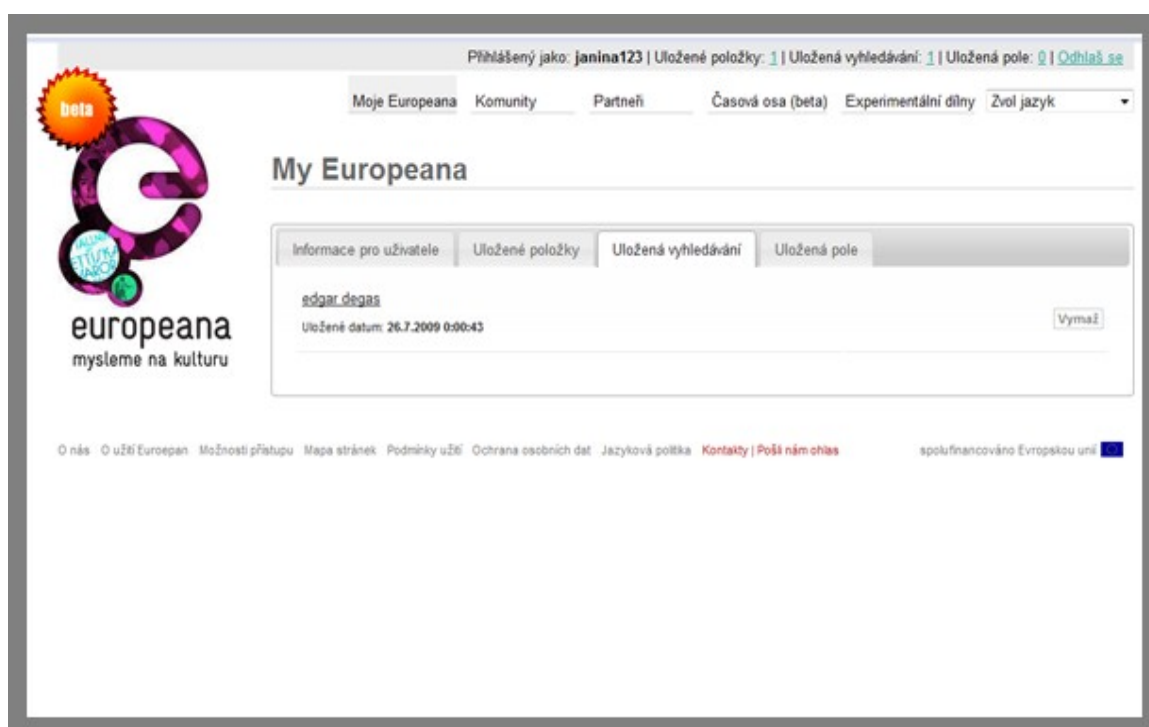 Přihlášený jako: janina123 | Uložené položky: 1 | Uložená vyhledávání: 1 | Uložená pole: 0 | Odhlaš se
beta
Moje Europeana Komunity Partneři Časová osa (beta) Experimentální dílny Zvol jazyk
My Europeana
Informace pro uživatele Uložené položky Uložená vyhledávání Uložená pole
edgar degas
Uložené datum: 26.7.2009 0:00:43
Vymaž
europeana
mysleme na kulturu
O nás O užití Euroepan Možnosti přístupu Mapa stránek Podmínky užití Ochrana osobních dat Jazyková politika Kontakty | Pošli nám ohlas spolufinancováno Evropskou unií